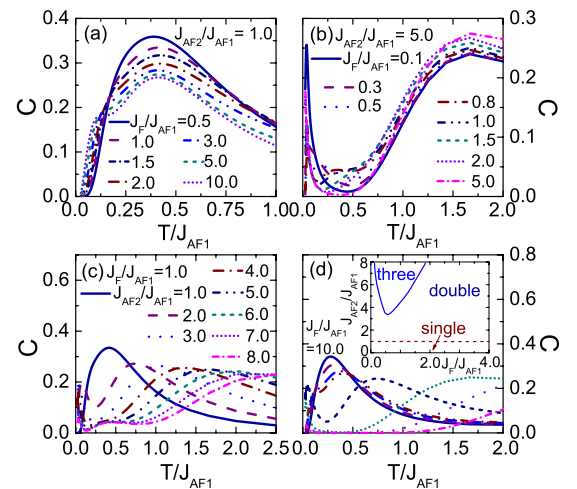 (a) J_AF2/J_AF1 = 1.0
J_F/J_AF1=0.5
1.0 3.0
1.5 5.0
2.0 10.0
C
0.4
0.3
0.2
0.1
0.0
0.00 0.25 0.50 0.75 1.00
T/J_AF1
(b) J_AF2/J_AF1 = 5.0
J_F/J_AF1=0.1
0.3
0.5
0.8
1.0
1.5
2.0
5.0
C
0.3
0.2
0.1
0.0
0.0 0.5 1.0 1.5 2.0
T/J_AF1
(c) J_F/J_AF1=1.0
J_AF2/J_AF1=1.0
2.0
3.0
4.0
5.0
6.0
7.0
8.0
C
0.6
0.4
0.2
0.0
0.0 0.5 1.0 1.5 2.0 2.5
T/J_AF1
(d)
J_F/J_AF1
=10.0
J_AF2/J_AF1
8
6
4
2
0
three
double
single
0.0 2.0 J_F/J_AF1 4.0
C
0.8
0.6
0.4
0.2
0.0
0.0 0.5 1.0 1.5 2.0
T/J_AF1